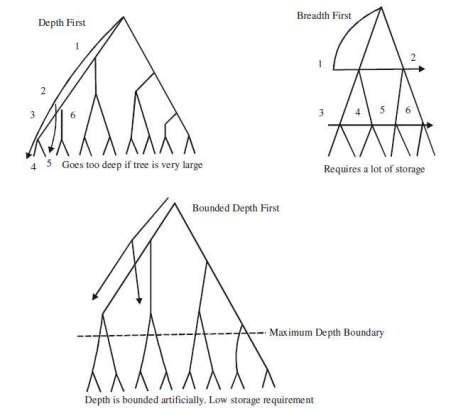 Depth First
1
2
3
6
4
5
Goes too deep if tree is very large
Breadth First
1
2
3
4
5
6
Requires a lot of storage
Bounded Depth First
Maximum Depth Boundary
Depth is bounded artificially. Low storage requirement